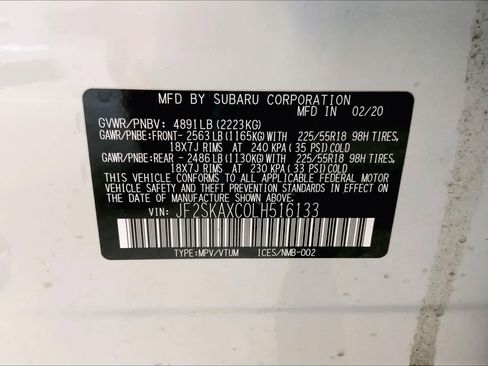 MFD BY SUBARU CORPORATION
MFD IN 02/20
GVWR/PNBV: 4891LB (2223KG)
GAWR/PNBE:FRONT- 2563LB(1165KG)WITH 225/55R18 98H TIRES,
18X7J RIMS AT 240 KPA( 35 PSI)COLD
GAWR/PNBE:REAR - 2486LB(1130KG)WITH 225/55R18 98H TIRES,
18X7J RIMS AT 230 KPA( 33 PSI)COLD
THIS VEHICLE CONFORMS TO ALL APPLICABLE FEDERAL MOTOR
VEHICLE SAFETY AND THEFT PREVENTION STANDARDS IN EFFECT ON
THE DATE OF MANUFACTURE SHOWN ABOVE.
VIN: JF2SKAXC0LH516133
TYPE:MPV/VTUM ICES/NMB-002